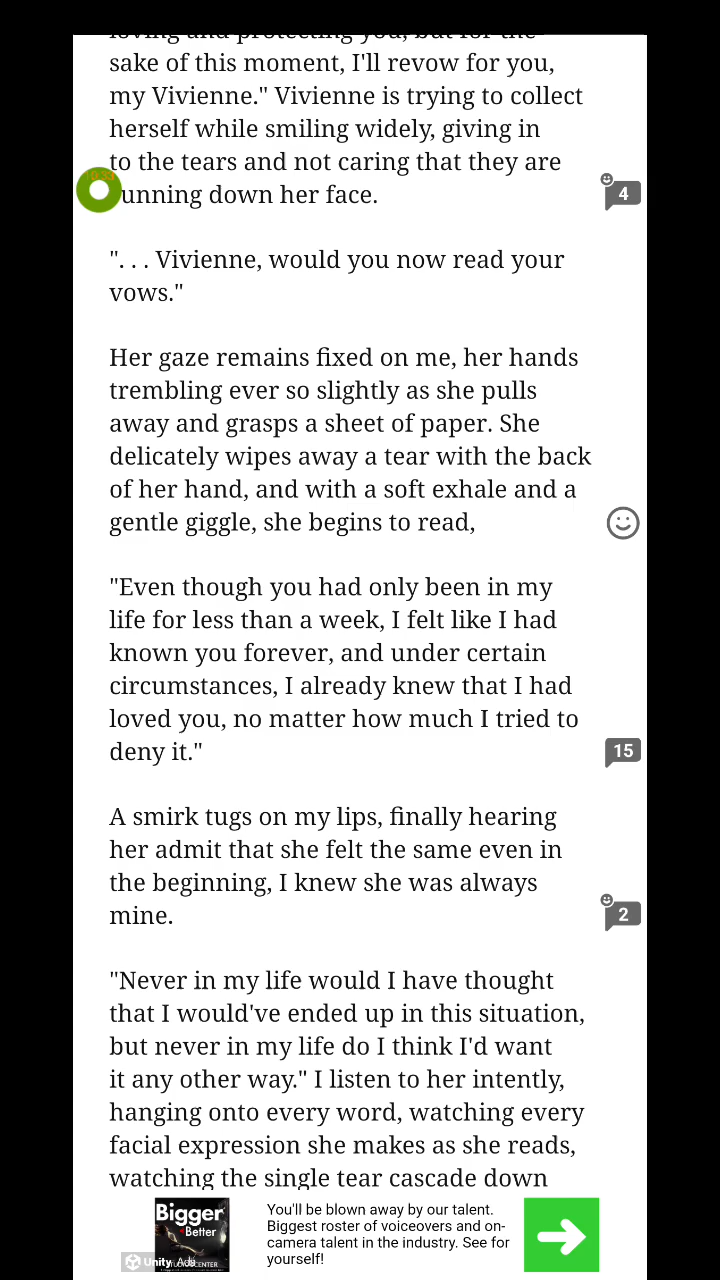 loving and protecting you, but for the
sake of this moment, I'll revow for you,
my Vivienne." Vivienne is trying to collect
herself while smiling widely, giving in
to the tears and not caring that they are
unning down her face.
4
". . . Vivienne, would you now read your
vows."
Her gaze remains fixed on me, her hands
trembling ever so slightly as she pulls
away and grasps a sheet of paper. She
delicately wipes away a tear with the back
of her hand, and with a soft exhale and a
gentle giggle, she begins to read,
"Even though you had only been in my
life for less than a week, I felt like I had
known you forever, and under certain
circumstances, I already knew that I had
loved you, no matter how much I tried to
deny it."
15
A smirk tugs on my lips, finally hearing
her admit that she felt the same even in
the beginning, I knew she was always
mine.
2
"Never in my life would I have thought
that I would've ended up in this situation,
but never in my life do I think I'd want
it any other way." I listen to her intently,
hanging onto every word, watching every
facial expression she makes as she reads,
watching the single tear cascade down
Bigger
Better
Unity Ads
CENTER
You'll be blown away by our talent.
Biggest roster of voiceovers and on-
camera talent in the industry. See for
yourself!